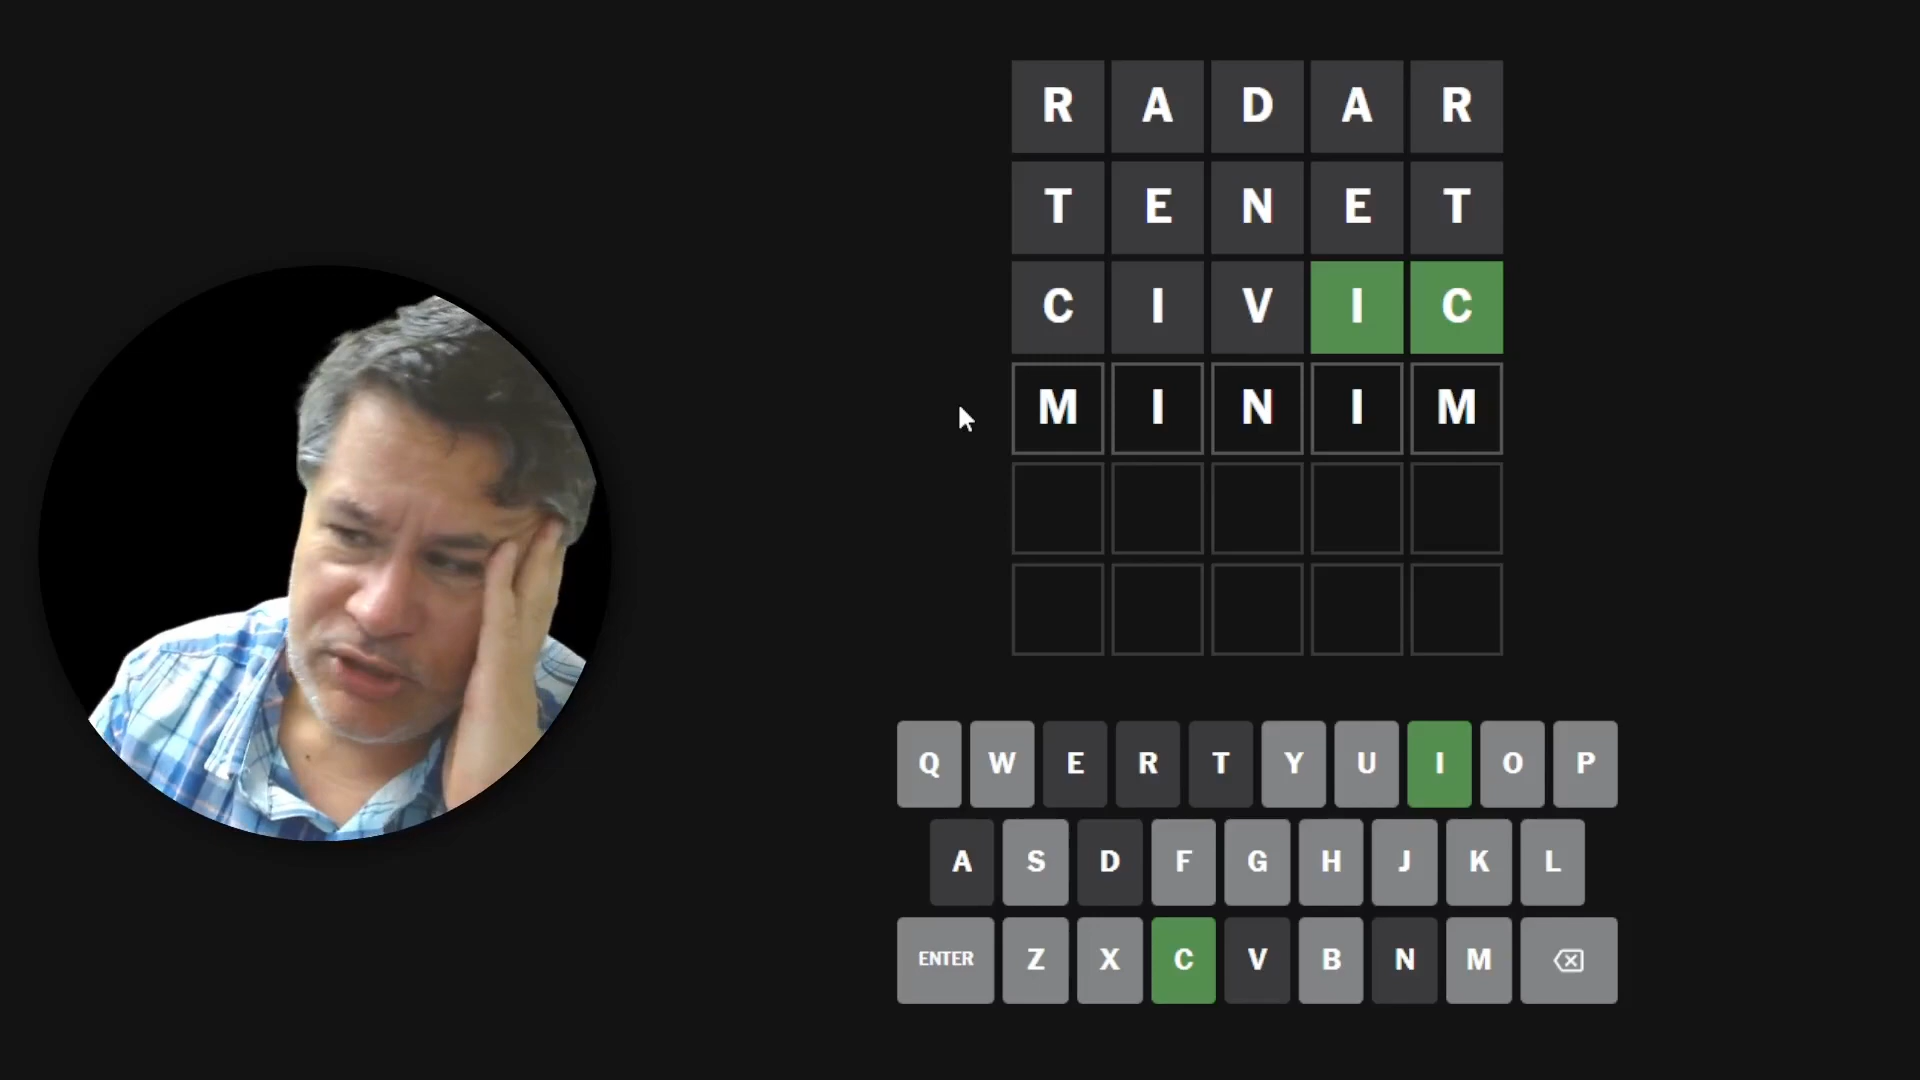 R A D A R
T E N E T
C I V I C
M I N I M
Q W E R T Y U I O P
A S D F G H J K L
ENTER Z X C V B N M